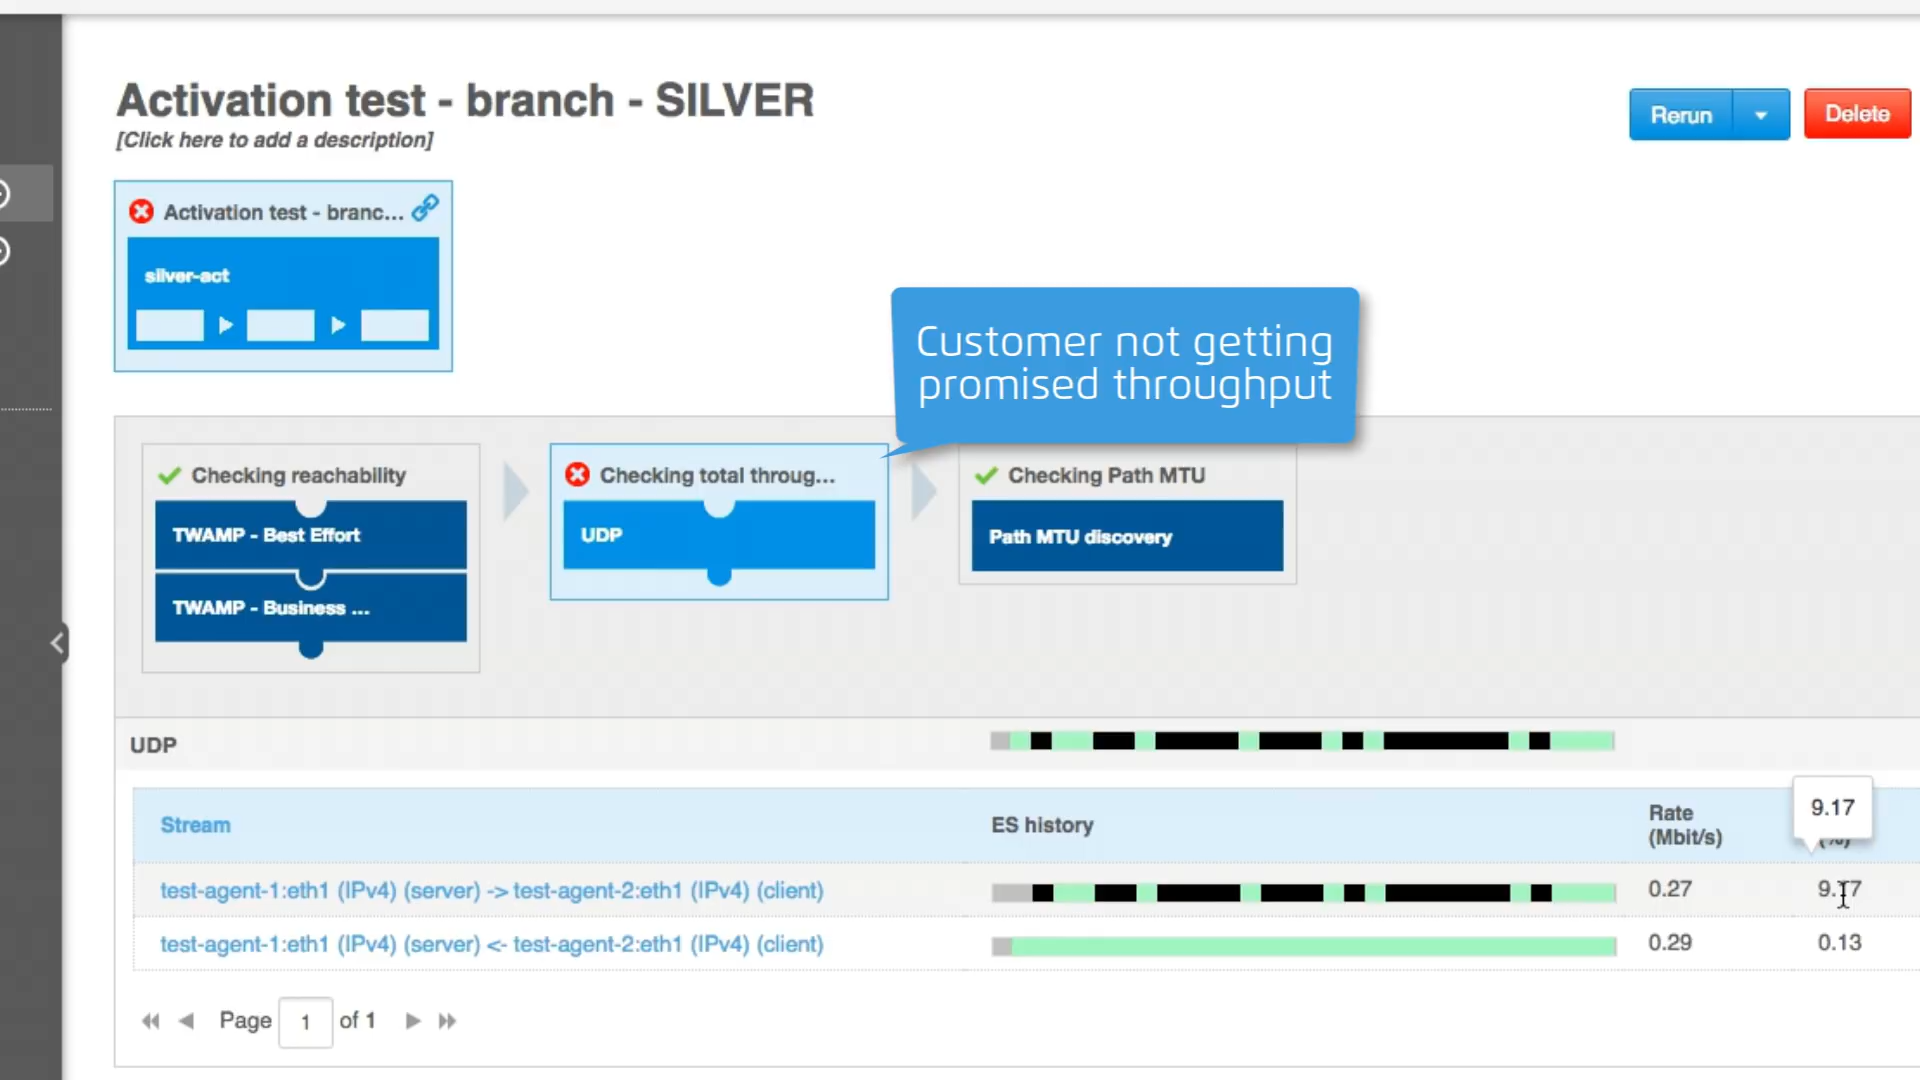 Activation test - branch - SILVER
[Click here to add a description]
Rerun
Delete
Activation test - branc...
silver-act
Customer not getting
promised throughput
Checking reachability
TWAMP - Best Effort
TWAMP - Business ...
Checking total throug...
UDP
Checking Path MTU
Path MTU discovery
UDP
9.17
Stream
ES history
Rate
(Mbit/s)
(%)
test-agent-1:eth1 (IPv4) (server) -> test-agent-2:eth1 (IPv4) (client)
0.27
9.17
test-agent-1:eth1 (IPv4) (server) <- test-agent-2:eth1 (IPv4) (client)
0.29
0.13
Page 1 of 1